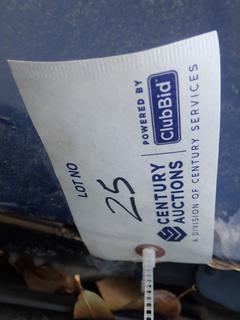 LOT NO
25
CENTURY
AUCTIONS
A DIVISION OF CENTURY SERVICES
POWERED BY
ClubBid